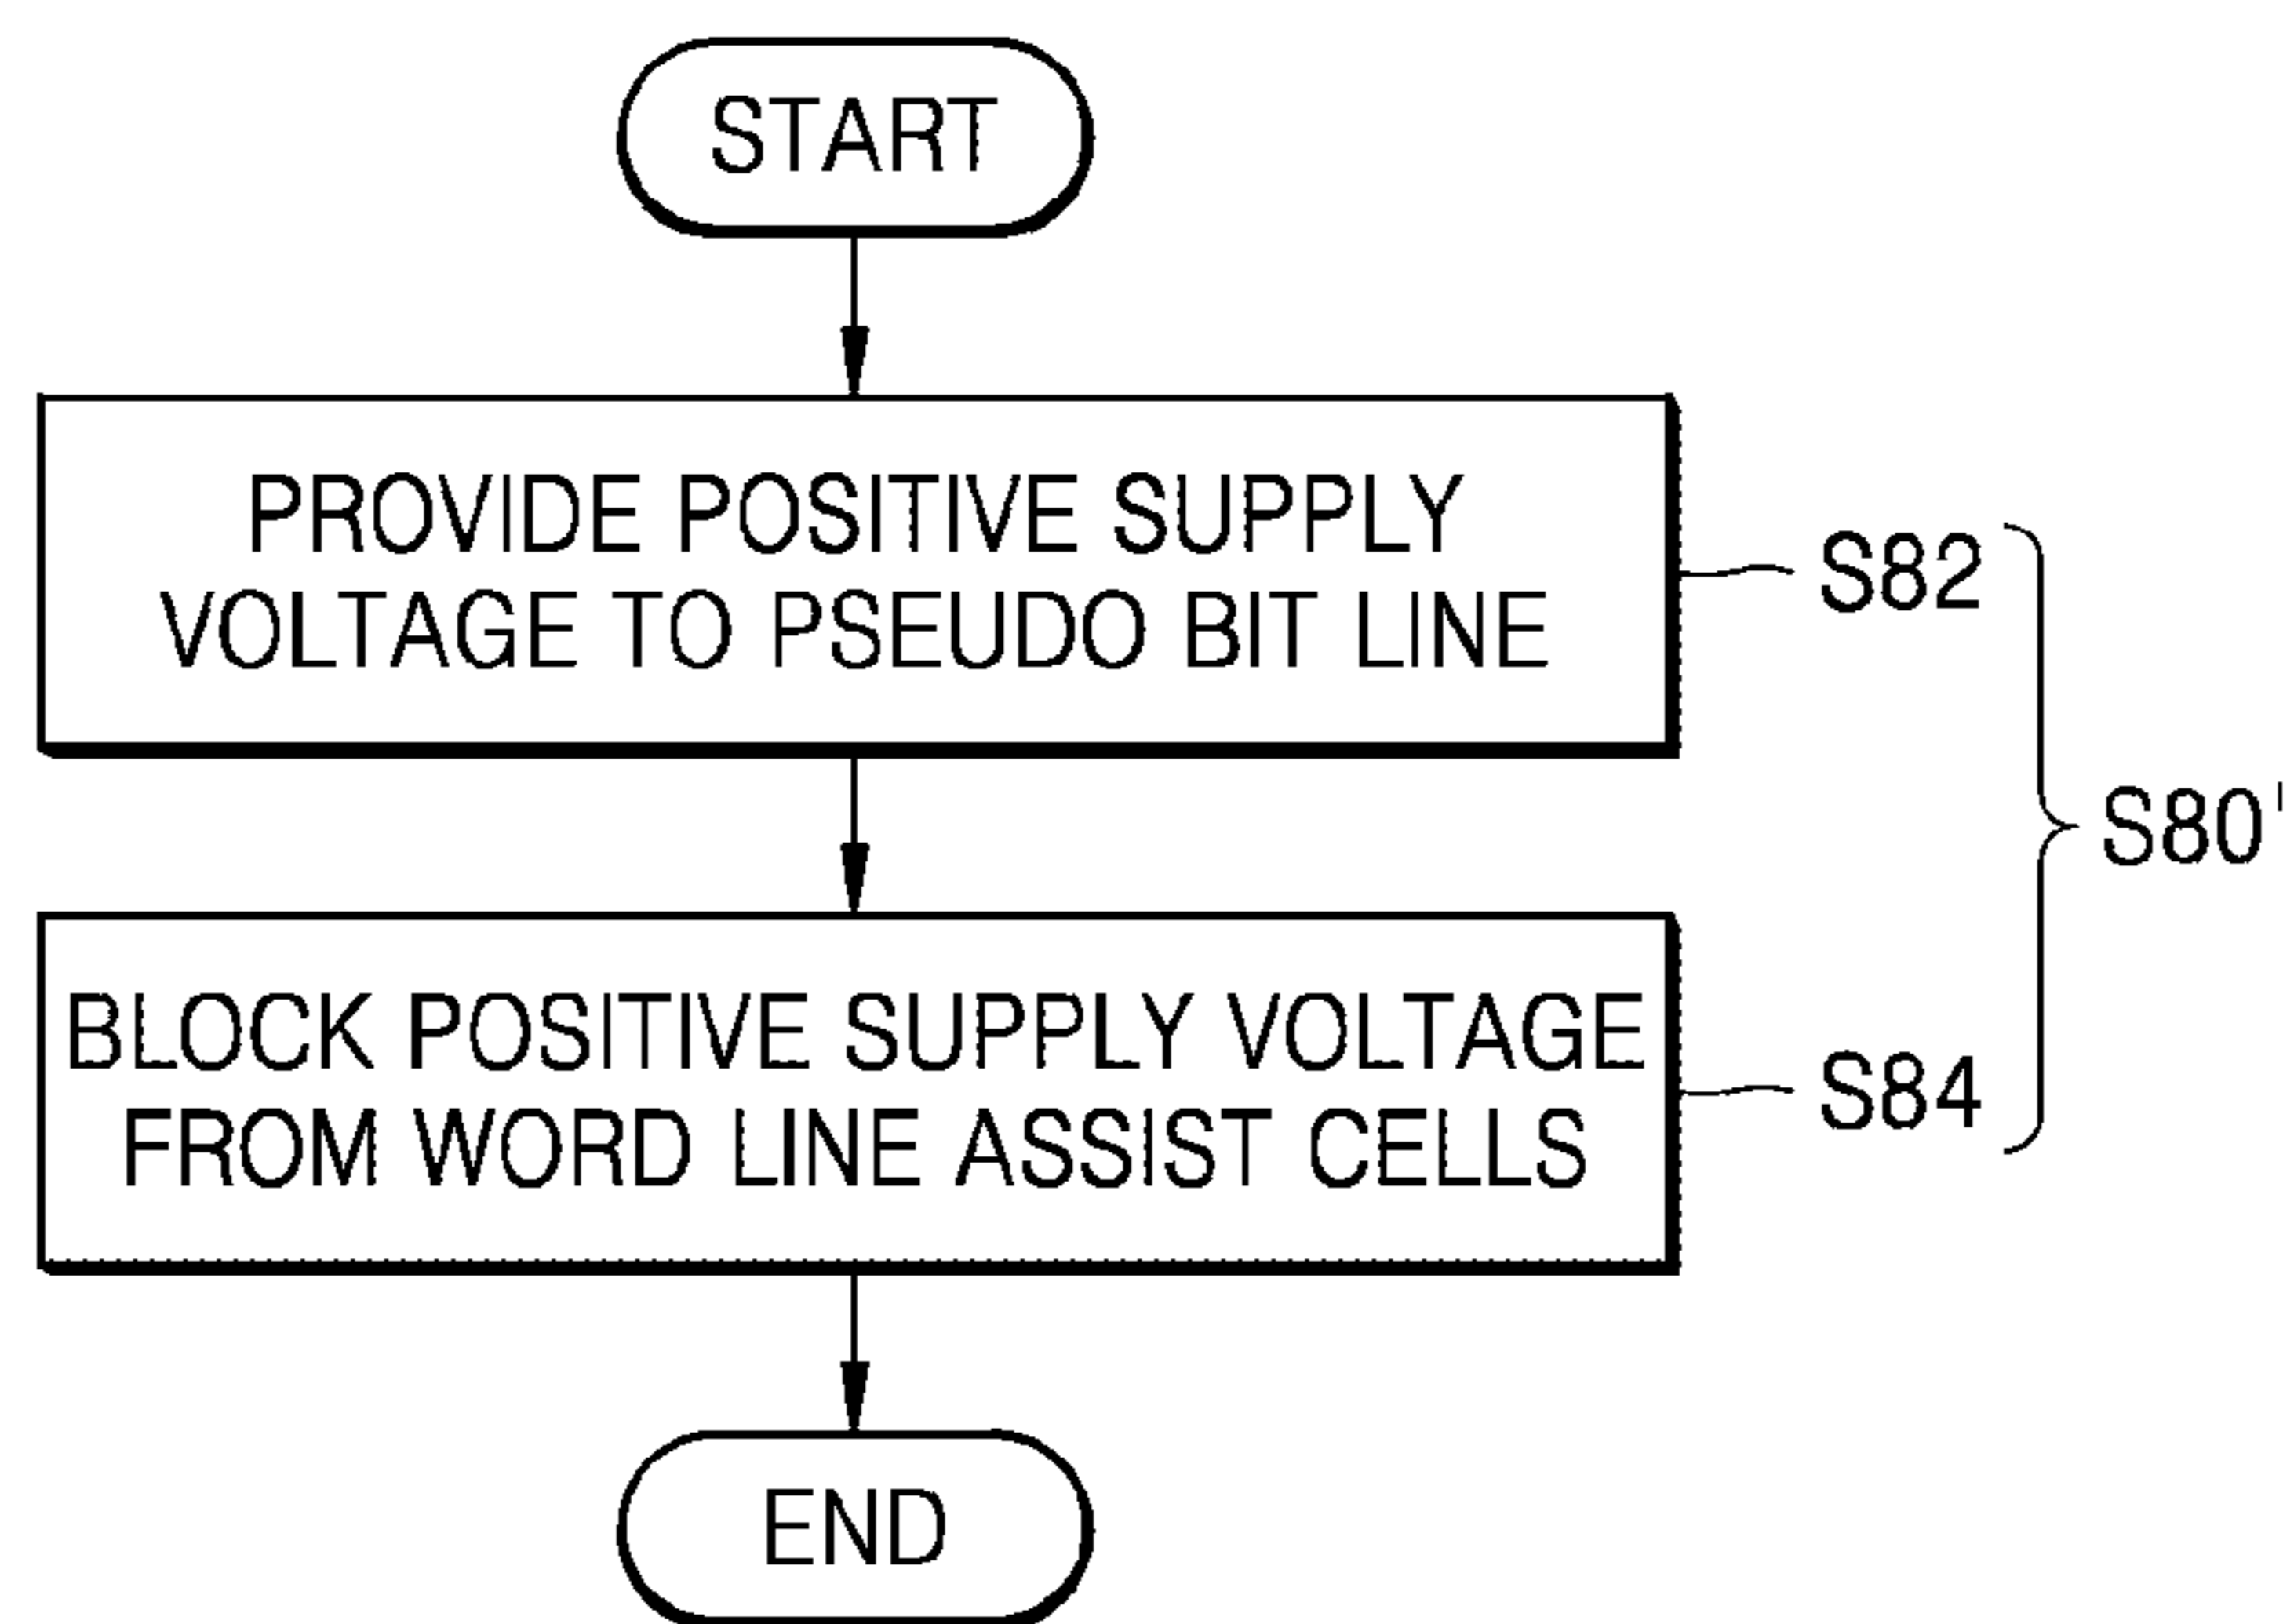 START
PROVIDE POSITIVE SUPPLY
VOLTAGE TO PSEUDO BIT LINE
S82
S80'
BLOCK POSITIVE SUPPLY VOLTAGE
FROM WORD LINE ASSIST CELLS
S84
END